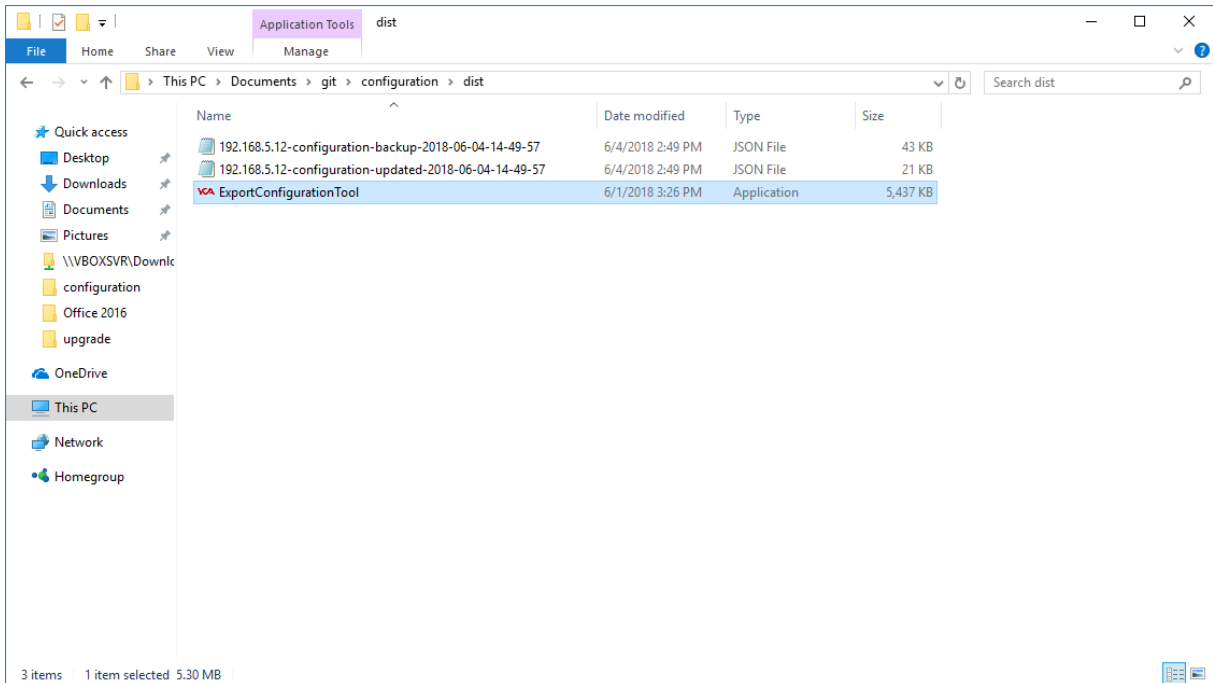 Application Tools dist
File Home Share View Manage
This PC > Documents > git > configuration > dist Search dist
Name Date modified Type Size
Quick access
Desktop
Downloads
Documents
Pictures
\\VBOXSVR\Downlc
configuration
Office 2016
upgrade
OneDrive
This PC
Network
Homegroup
192.168.5.12-configuration-backup-2018-06-04-14-49-57 6/4/2018 2:49 PM JSON File 43 KB
192.168.5.12-configuration-updated-2018-06-04-14-49-57 6/4/2018 2:49 PM JSON File 21 KB
VCA ExportConfigurationTool 6/1/2018 3:26 PM Application 5,437 KB
3 items 1 item selected 5.30 MB